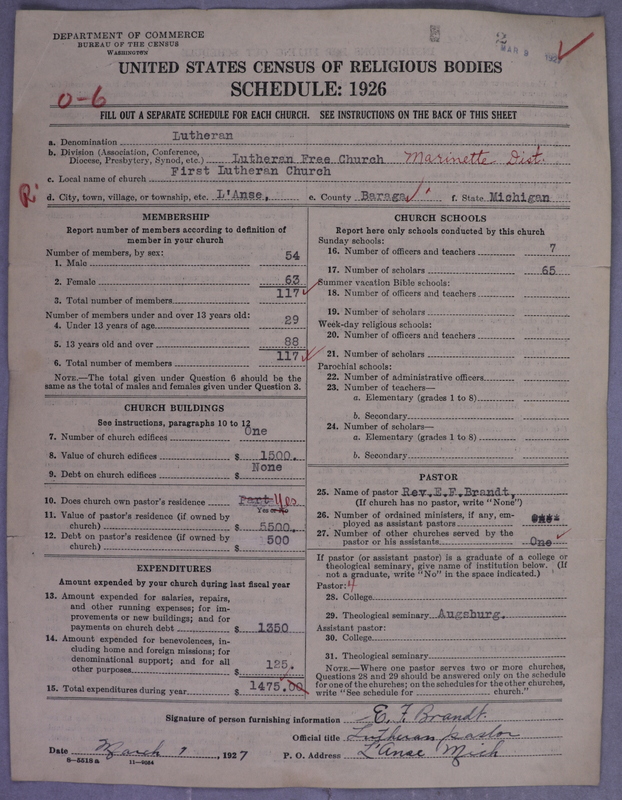 DEPARTMENT OF COMMERCE
BUREAU OF THE CENSUS
WASHINGTON
2
MAR 9 1927
UNITED STATES CENSUS OF RELIGIOUS BODIES
SCHEDULE: 1926
0-6
FILL OUT A SEPARATE SCHEDULE FOR EACH CHURCH. SEE INSTRUCTIONS ON THE BACK OF THIS SHEET
a. Denomination Lutheran
b. Division (Association, Conference,
Diocese, Presbytery, Synod, etc.) Lutheran Free Church Marinette Dist.
c. Local name of church First Lutheran Church
R
d. City, town, village, or township, etc. L'Anse, e. County Baraga f. State Michigan
MEMBERSHIP
Report number of members according to definition of
member in your church
Number of members, by sex:
1. Male 54
2. Female 63
3. Total number of members 117
Number of members under and over 13 years old:
4. Under 13 years of age 29
5. 13 years old and over 88
6. Total number of members 117
NOTE.—The total given under Question 6 should be the
same as the total of males and females given under Question 3.
CHURCH BUILDINGS
See instructions, paragraphs 10 to 12
7. Number of church edifices One
8. Value of church edifices $ 1500.
9. Debt on church edifices $ None
10. Does church own pastor's residence Part Yes
Yes or No
11. Value of pastor's residence (if owned by
church) $ 5500.
12. Debt on pastor's residence (if owned by
church) $ 500
EXPENDITURES
Amount expended by your church during last fiscal year
13. Amount expended for salaries, repairs,
and other running expenses; for im-
provements or new buildings; and for
payments on church debt $ 1350
14. Amount expended for benevolences, in-
cluding home and foreign missions; for
denominational support; and for all
other purposes $ 125.
15. Total expenditures during year $ 1475.00
CHURCH SCHOOLS
Report here only schools conducted by this church
Sunday schools:
16. Number of officers and teachers 7
17. Number of scholars 65
Summer vacation Bible schools:
18. Number of officers and teachers
19. Number of scholars
Week-day religious schools:
20. Number of officers and teachers
21. Number of scholars
Parochial schools:
22. Number of administrative officers
23. Number of teachers—
a. Elementary (grades 1 to 8)
b. Secondary
24. Number of scholars—
a. Elementary (grades 1 to 8)
b. Secondary
PASTOR
25. Name of pastor Rev.E.F.Brandt,
(If church has no pastor, write "None")
26. Number of ordained ministers, if any, em-
ployed as assistant pastors
27. Number of other churches served by the
pastor or his assistants One
If pastor (or assistant pastor) is a graduate of a college or
theological seminary, give name of institution below. (If
not a graduate, write "No" in the space indicated.)
Pastor: 4
28. College
29. Theological seminary Augsburg.
Assistant pastor:
30. College
31. Theological seminary
NOTE.—Where one pastor serves two or more churches,
Questions 28 and 29 should be answered only on the schedule
for one of the churches; on the schedules for the other churches,
write "See schedule for church."
Signature of person furnishing information E. F. Brandt
Official title Lutheran pastor
Date March 7, 1927 P. O. Address L'Anse Mich
8—5518a 11—9654